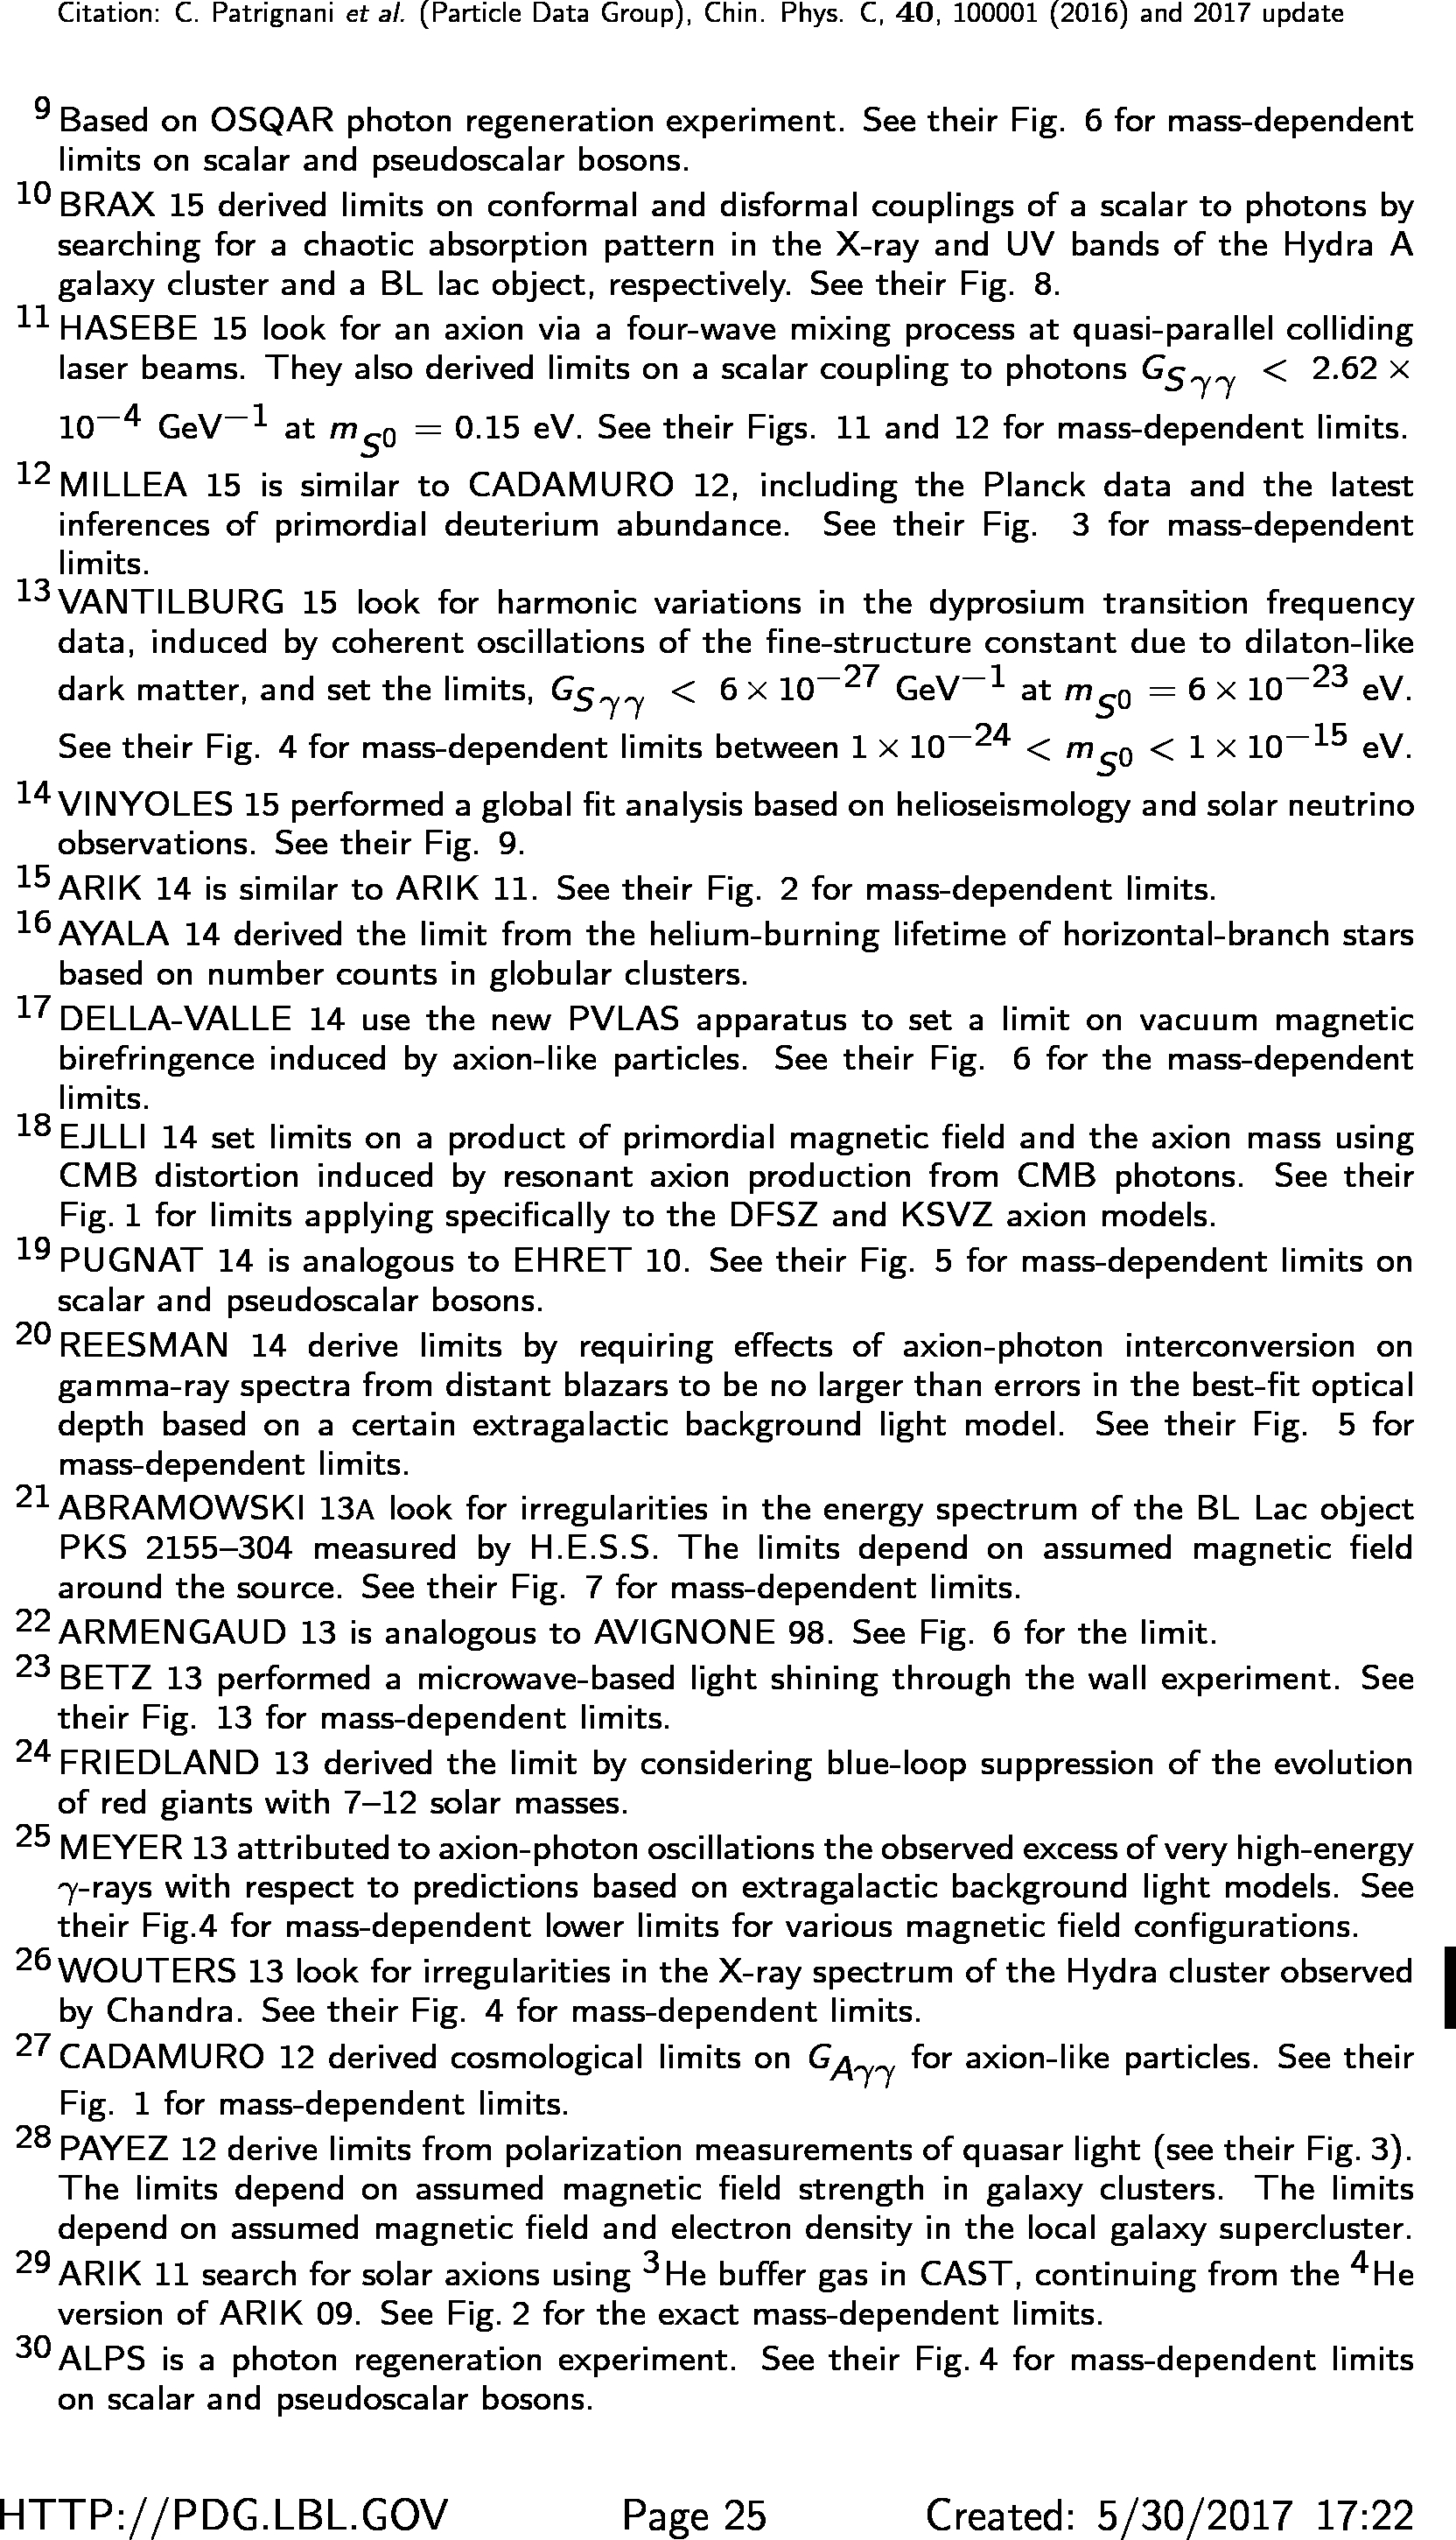 Citation: C. Patrignani et al. (Particle Data Group), Chin. Phys. C, 40, 100001 (2016) and 2017 update
9 Based on OSQAR photon regeneration experiment. See their Fig. 6 for mass-dependent
limits on scalar and pseudoscalar bosons.
10 BRAX 15 derived limits on conformal and disformal couplings of a scalar to photons by
searching for a chaotic absorption pattern in the X-ray and UV bands of the Hydra A
galaxy cluster and a BL lac object, respectively. See their Fig. 8.
11 HASEBE 15 look for an axion via a four-wave mixing process at quasi-parallel colliding
laser beams. They also derived limits on a scalar coupling to photons G_Sγγ < 2.62 ×
10^−4 GeV^−1 at m_S^0 = 0.15 eV. See their Figs. 11 and 12 for mass-dependent limits.
12 MILLEA 15 is similar to CADAMURO 12, including the Planck data and the latest
inferences of primordial deuterium abundance. See their Fig. 3 for mass-dependent
limits.
13 VANTILBURG 15 look for harmonic variations in the dyprosium transition frequency
data, induced by coherent oscillations of the fine-structure constant due to dilaton-like
dark matter, and set the limits, G_Sγγ < 6 × 10^−27 GeV^−1 at m_S^0 = 6 × 10^−23 eV.
See their Fig. 4 for mass-dependent limits between 1 × 10^−24 < m_S^0 < 1 × 10^−15 eV.
14 VINYOLES 15 performed a global fit analysis based on helioseismology and solar neutrino
observations. See their Fig. 9.
15 ARIK 14 is similar to ARIK 11. See their Fig. 2 for mass-dependent limits.
16 AYALA 14 derived the limit from the helium-burning lifetime of horizontal-branch stars
based on number counts in globular clusters.
17 DELLA-VALLE 14 use the new PVLAS apparatus to set a limit on vacuum magnetic
birefringence induced by axion-like particles. See their Fig. 6 for the mass-dependent
limits.
18 EJLLI 14 set limits on a product of primordial magnetic field and the axion mass using
CMB distortion induced by resonant axion production from CMB photons. See their
Fig. 1 for limits applying specifically to the DFSZ and KSVZ axion models.
19 PUGNAT 14 is analogous to EHRET 10. See their Fig. 5 for mass-dependent limits on
scalar and pseudoscalar bosons.
20 REESMAN 14 derive limits by requiring effects of axion-photon interconversion on
gamma-ray spectra from distant blazars to be no larger than errors in the best-fit optical
depth based on a certain extragalactic background light model. See their Fig. 5 for
mass-dependent limits.
21 ABRAMOWSKI 13A look for irregularities in the energy spectrum of the BL Lac object
PKS 2155–304 measured by H.E.S.S. The limits depend on assumed magnetic field
around the source. See their Fig. 7 for mass-dependent limits.
22 ARMENGAUD 13 is analogous to AVIGNONE 98. See Fig. 6 for the limit.
23 BETZ 13 performed a microwave-based light shining through the wall experiment. See
their Fig. 13 for mass-dependent limits.
24 FRIEDLAND 13 derived the limit by considering blue-loop suppression of the evolution
of red giants with 7–12 solar masses.
25 MEYER 13 attributed to axion-photon oscillations the observed excess of very high-energy
γ-rays with respect to predictions based on extragalactic background light models. See
their Fig.4 for mass-dependent lower limits for various magnetic field configurations.
26 WOUTERS 13 look for irregularities in the X-ray spectrum of the Hydra cluster observed
by Chandra. See their Fig. 4 for mass-dependent limits.
27 CADAMURO 12 derived cosmological limits on G_Aγγ for axion-like particles. See their
Fig. 1 for mass-dependent limits.
28 PAYEZ 12 derive limits from polarization measurements of quasar light (see their Fig. 3).
The limits depend on assumed magnetic field strength in galaxy clusters. The limits
depend on assumed magnetic field and electron density in the local galaxy supercluster.
29 ARIK 11 search for solar axions using ^3He buffer gas in CAST, continuing from the ^4He
version of ARIK 09. See Fig. 2 for the exact mass-dependent limits.
30 ALPS is a photon regeneration experiment. See their Fig. 4 for mass-dependent limits
on scalar and pseudoscalar bosons.
HTTP://PDG.LBL.GOV Page 25 Created: 5/30/2017 17:22